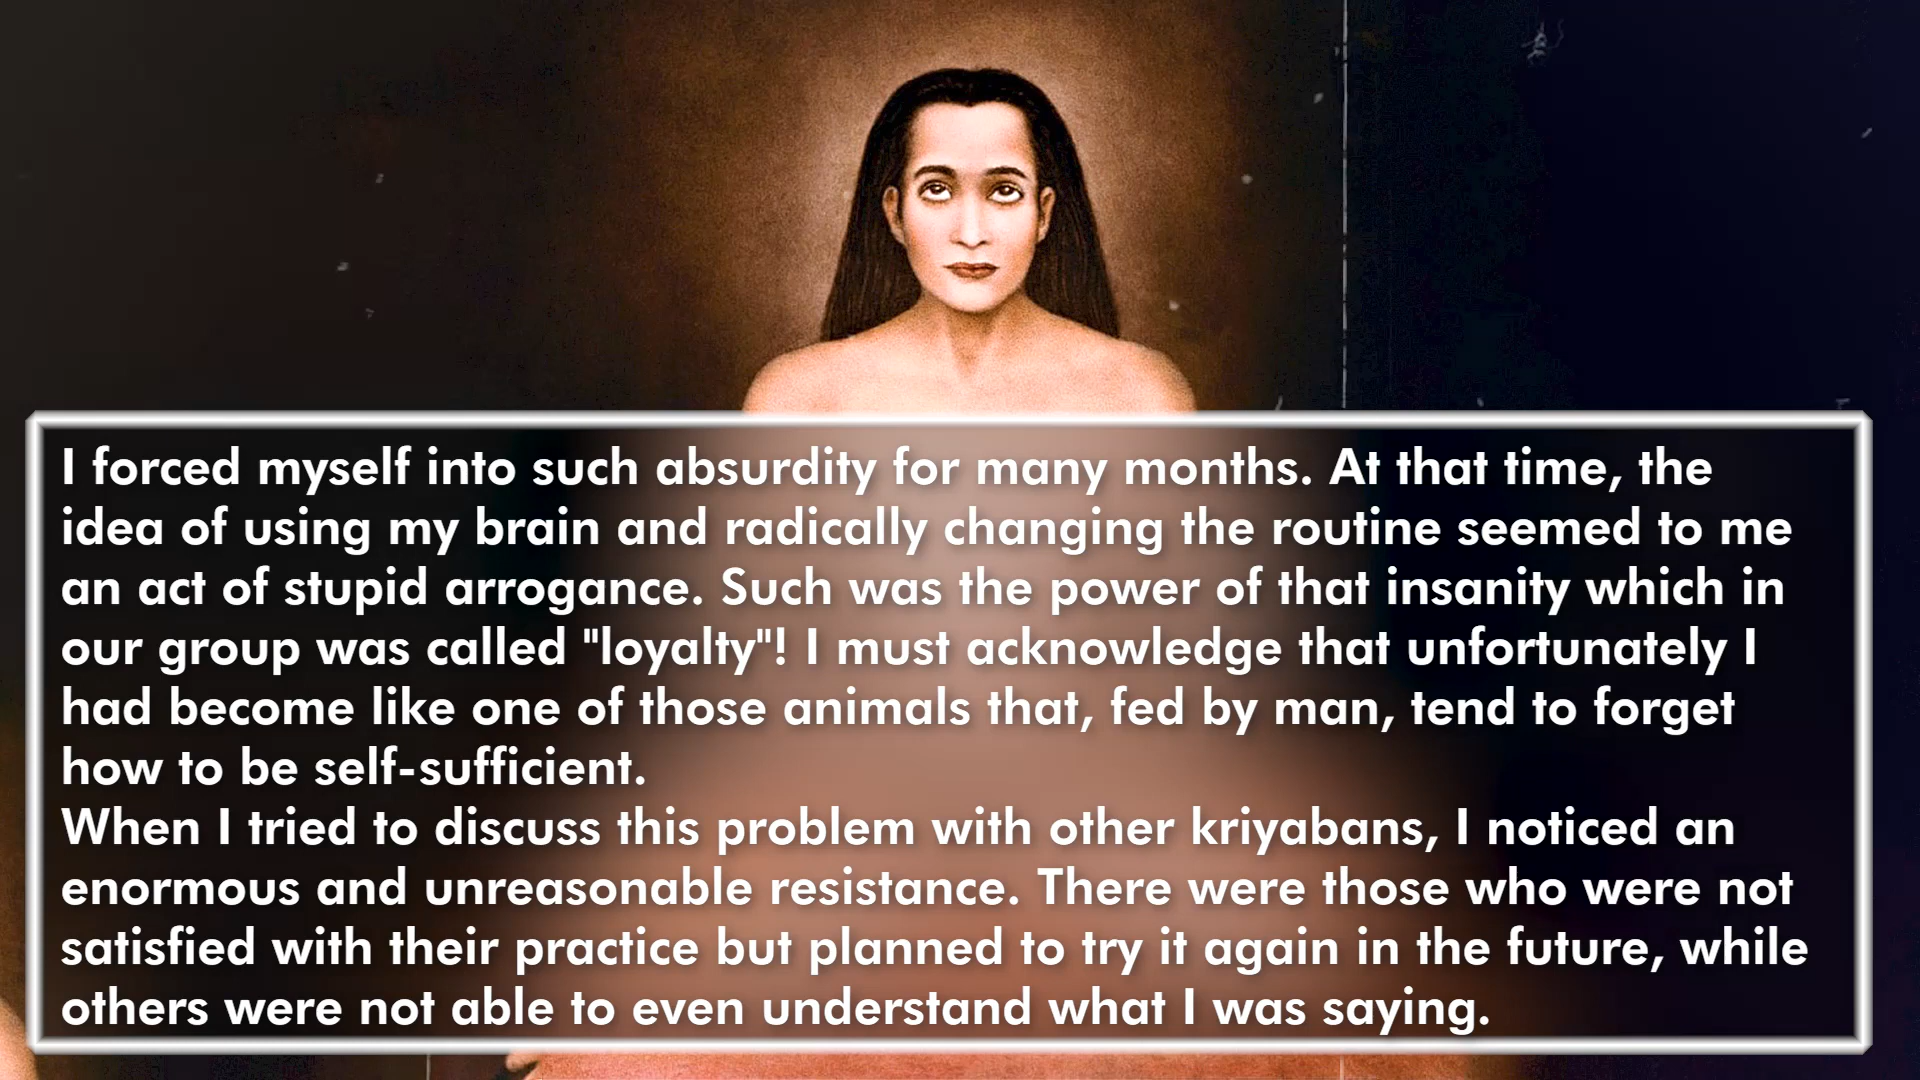 I forced myself into such absurdity for many months. At that time, the
idea of using my brain and radically changing the routine seemed to me
an act of stupid arrogance. Such was the power of that insanity which in
our group was called "loyalty"! I must acknowledge that unfortunately I
had become like one of those animals that, fed by man, tend to forget
how to be self-sufficient.
When I tried to discuss this problem with other kriyabans, I noticed an
enormous and unreasonable resistance. There were those who were not
satisfied with their practice but planned to try it again in the future, while
others were not able to even understand what I was saying.